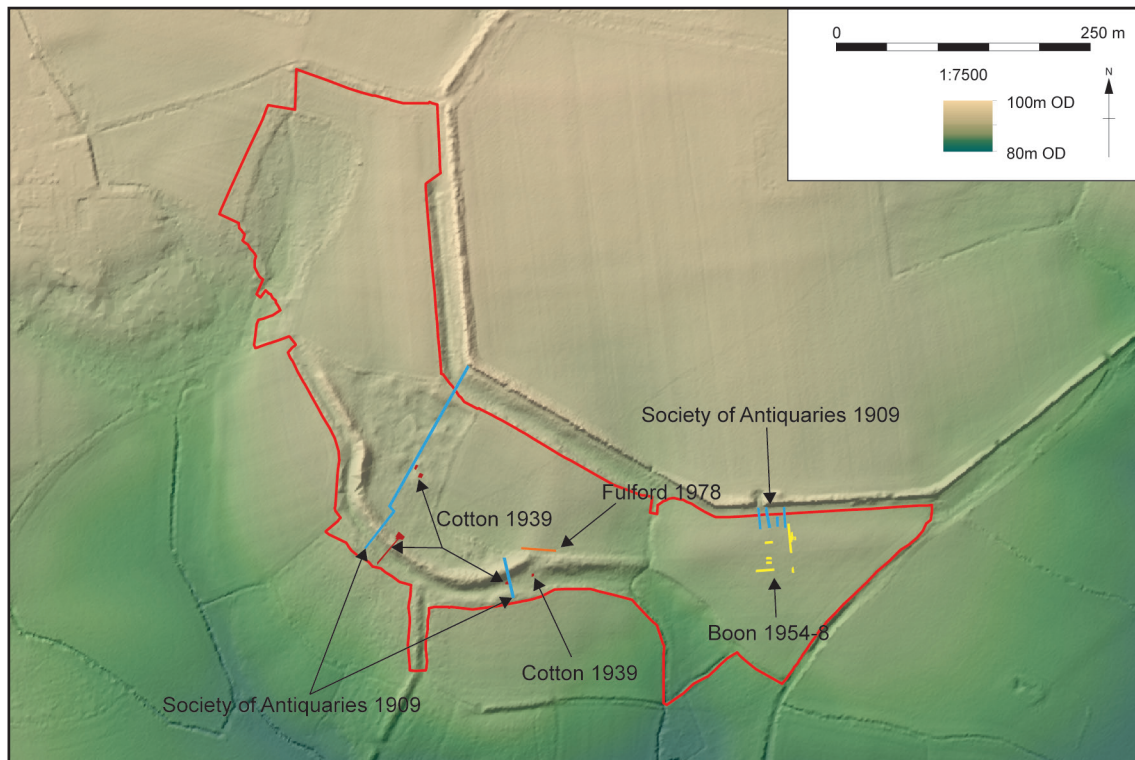 0 250 m
1:7500
N
100m OD
80m OD
Society of Antiquaries 1909
Fulford 1978
Cotton 1939
Boon 1954-8
Cotton 1939
Society of Antiquaries 1909